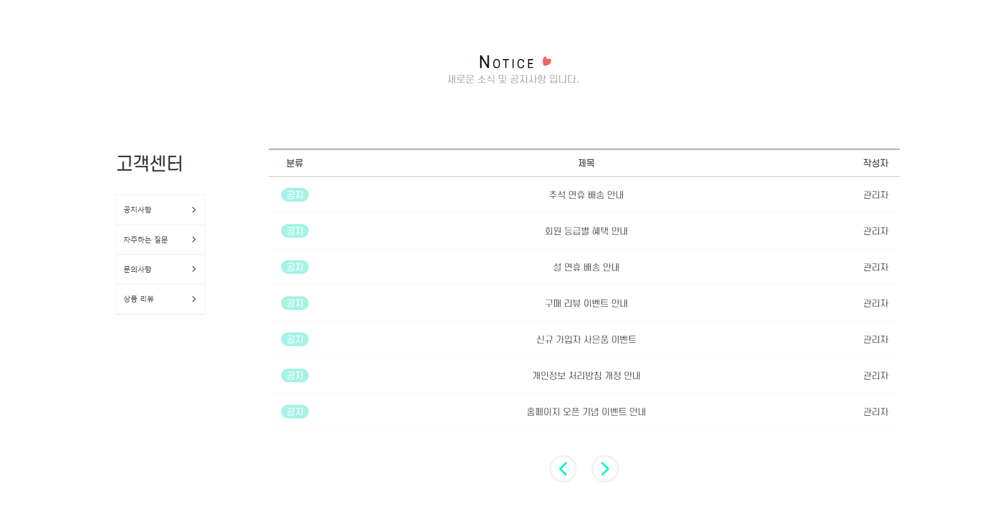 NOTICE
새로운 소식 및 공지사항 입니다.
고객센터
공지사항
자주하는 질문
문의사항
상품 리뷰
분류 제목 작성자
공지 추석 연휴 배송 안내 관리자
공지 회원 등급별 혜택 안내 관리자
공지 설 연휴 배송 안내 관리자
공지 구매 리뷰 이벤트 안내 관리자
공지 신규 가입자 사은품 이벤트 관리자
공지 개인정보 처리방침 개정 안내 관리자
공지 홈페이지 오픈 기념 이벤트 안내 관리자